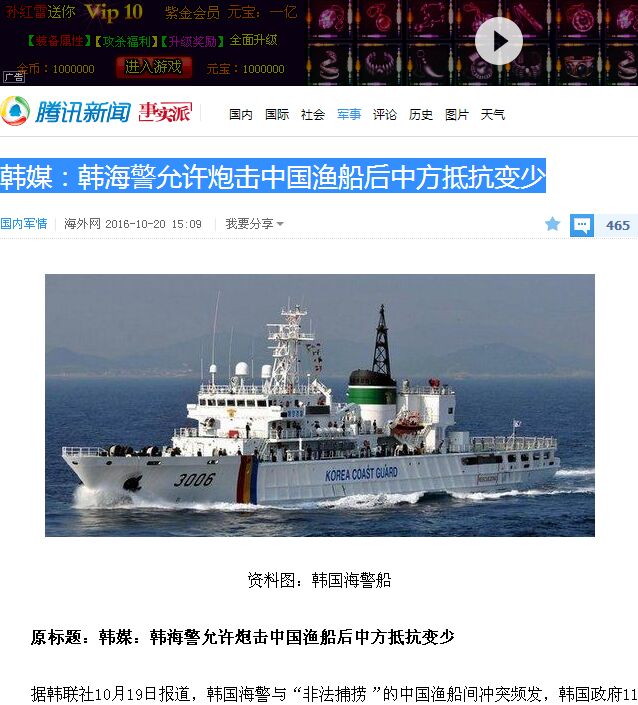 孙红雷送你 Vip 10 紫金会员 元宝：一亿
【装备属性】【攻杀福利】【升级奖励】全面升级
金币：1000000 进入游戏 元宝：1000000
广告
腾讯新闻 事实派 国内 国际 社会 军事 评论 历史 图片 天气
韩媒：韩海警允许炮击中国渔船后中方抵抗变少
国内军情 海外网 2016-10-20 15:09 我要分享 465
3006 KOREA COAST GUARD
资料图：韩国海警船
原标题：韩媒：韩海警允许炮击中国渔船后中方抵抗变少
据韩联社10月19日报道，韩国海警与“非法捕捞”的中国渔船间冲突频发，韩国政府11